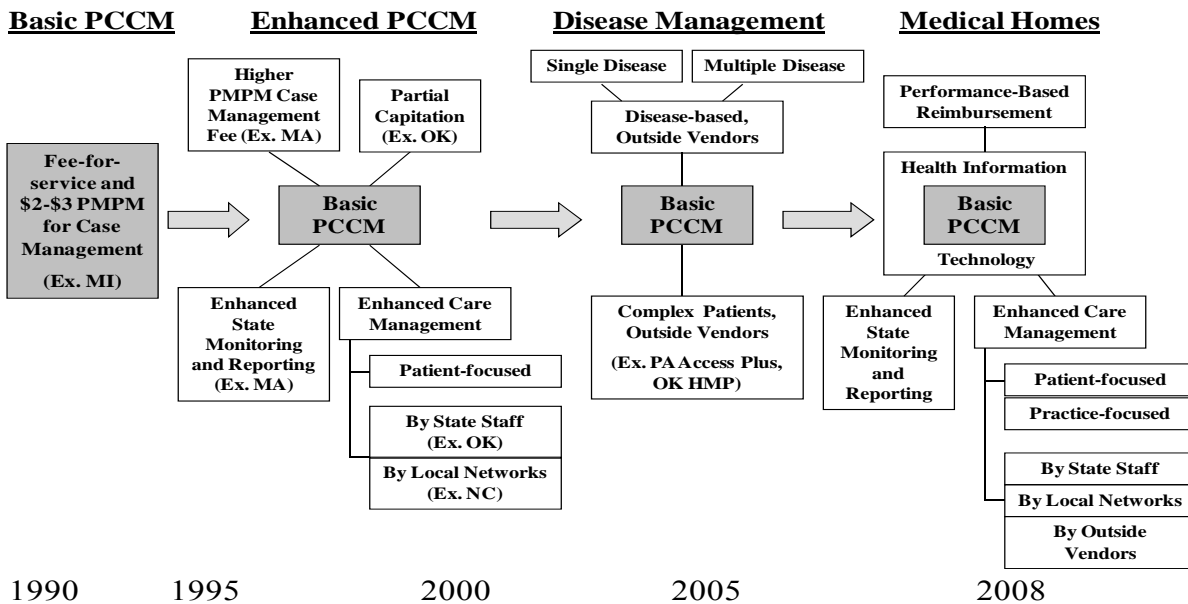 Basic PCCM
Enhanced PCCM
Disease Management
Medical Homes
Fee-for-
service and
$2-$3 PMPM
for Case
Management
(Ex. MI)
Higher
PMPM Case
Management
Fee (Ex. MA)
Partial
Capitation
(Ex. OK)
Basic
PCCM
Enhanced
State
Monitoring
and Reporting
(Ex. MA)
Enhanced Care
Management
Patient-focused
By State Staff
(Ex. OK)
By Local Networks
(Ex. NC)
Single Disease
Multiple Disease
Disease-based,
Outside Vendors
Basic
PCCM
Complex Patients,
Outside Vendors
(Ex. PA Access Plus,
OK HMP)
Performance-Based
Reimbursement
Health Information
Basic
PCCM
Technology
Enhanced
State
Monitoring
and
Reporting
Enhanced Care
Management
Patient-focused
Practice-focused
By State Staff
By Local Networks
By Outside
Vendors
1990
1995
2000
2005
2008